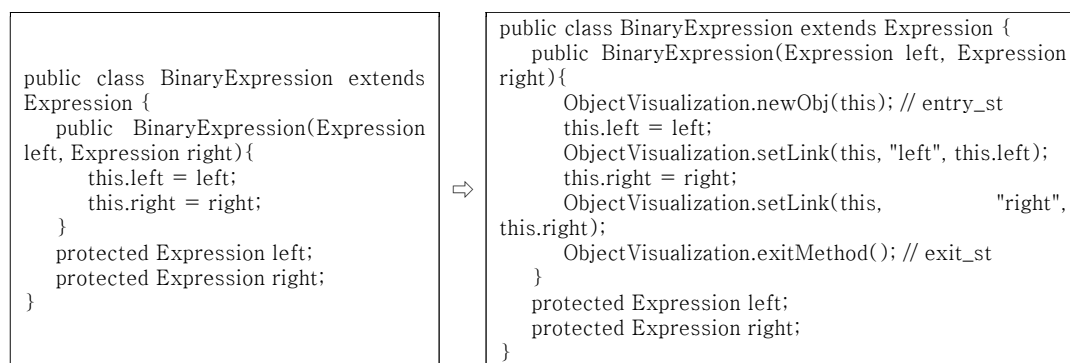 public class BinaryExpression extends
Expression {
public BinaryExpression(Expression
left, Expression right){
this.left = left;
this.right = right;
}
protected Expression left;
protected Expression right;
}
⇨
public class BinaryExpression extends Expression {
public BinaryExpression(Expression left, Expression
right){
ObjectVisualization.newObj(this); // entry_st
this.left = left;
ObjectVisualization.setLink(this, "left", this.left);
this.right = right;
ObjectVisualization.setLink(this, "right",
this.right);
ObjectVisualization.exitMethod(); // exit_st
}
protected Expression left;
protected Expression right;
}